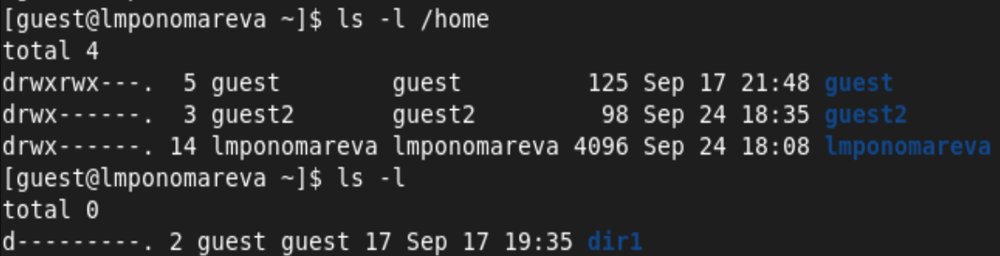 [guest@lmponomareva ~]$ ls -l /home
total 4
drwxrwx---.  5 guest        guest         125 Sep 17 21:48 guest
drwx------.  3 guest2       guest2         98 Sep 24 18:35 guest2
drwx------. 14 lmponomareva lmponomareva 4096 Sep 24 18:08 lmponomareva
[guest@lmponomareva ~]$ ls -l
total 0
d---------. 2 guest guest 17 Sep 17 19:35 dir1